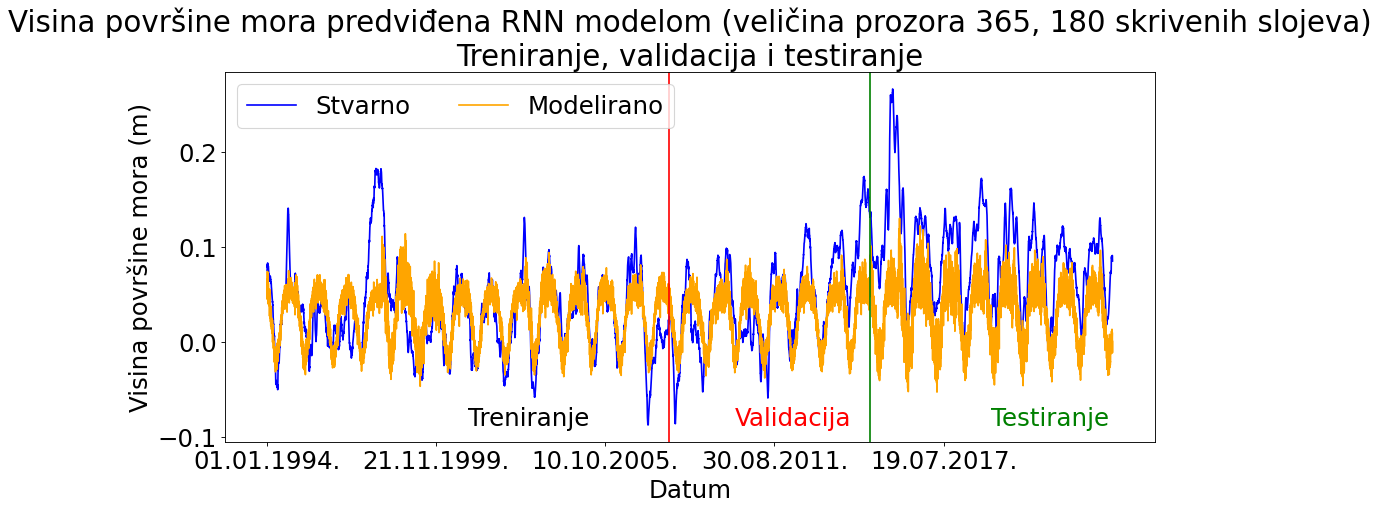 Visina površine mora predviđena RNN modelom (veličina prozora 365, 180 skrivenih slojeva)
Treniranje, validacija i testiranje
Stvarno
Modelirano
Visina površine mora (m)
0.2
0.1
0.0
−0.1
Treniranje
Validacija
Testiranje
01.01.1994.
21.11.1999.
10.10.2005.
30.08.2011.
19.07.2017.
Datum